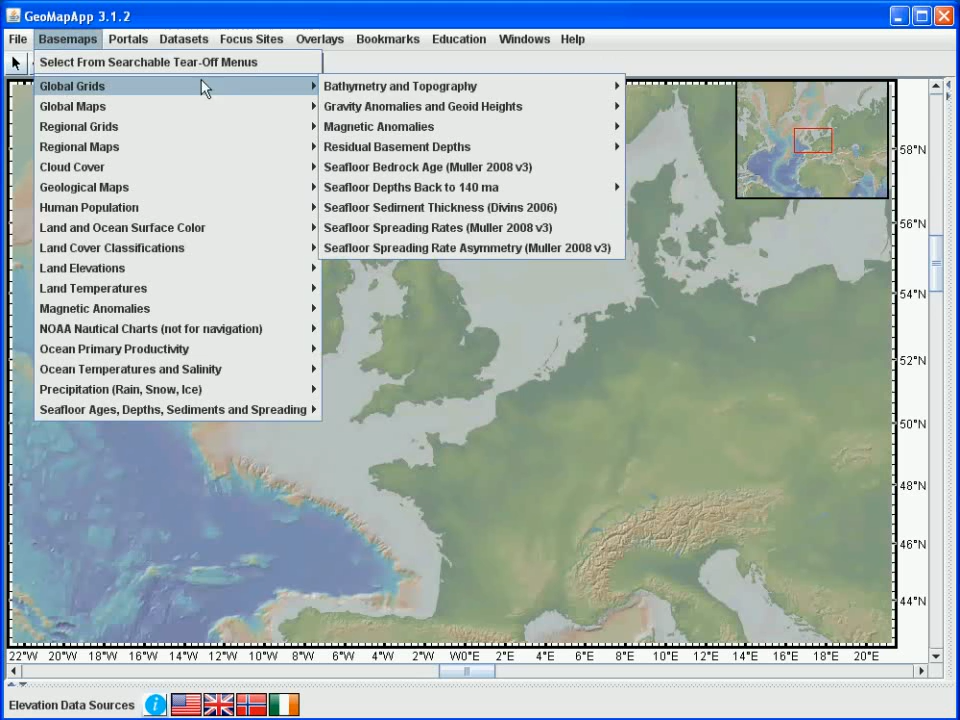 GeoMapApp 3.1.2
File Basemaps Portals Datasets Focus Sites Overlays Bookmarks Education Windows Help
Select From Searchable Tear-Off Menus
Global Grids
Global Maps
Regional Grids
Regional Maps
Cloud Cover
Geological Maps
Human Population
Land and Ocean Surface Color
Land Cover Classifications
Land Elevations
Land Temperatures
Magnetic Anomalies
NOAA Nautical Charts (not for navigation)
Ocean Primary Productivity
Ocean Temperatures and Salinity
Precipitation (Rain, Snow, Ice)
Seafloor Ages, Depths, Sediments and Spreading
Bathymetry and Topography
Gravity Anomalies and Geoid Heights
Magnetic Anomalies
Residual Basement Depths
Seafloor Bedrock Age (Muller 2008 v3)
Seafloor Depths Back to 140 ma
Seafloor Sediment Thickness (Divins 2006)
Seafloor Spreading Rates (Muller 2008 v3)
Seafloor Spreading Rate Asymmetry (Muller 2008 v3)
58°N
56°N
54°N
52°N
50°N
48°N
46°N
44°N
22°W 20°W 18°W 16°W 14°W 12°W 10°W 8°W 6°W 4°W 2°W 0°E 2°E 4°E 6°E 8°E 10°E 12°E 14°E 16°E 18°E 20°E
Elevation Data Sources
i